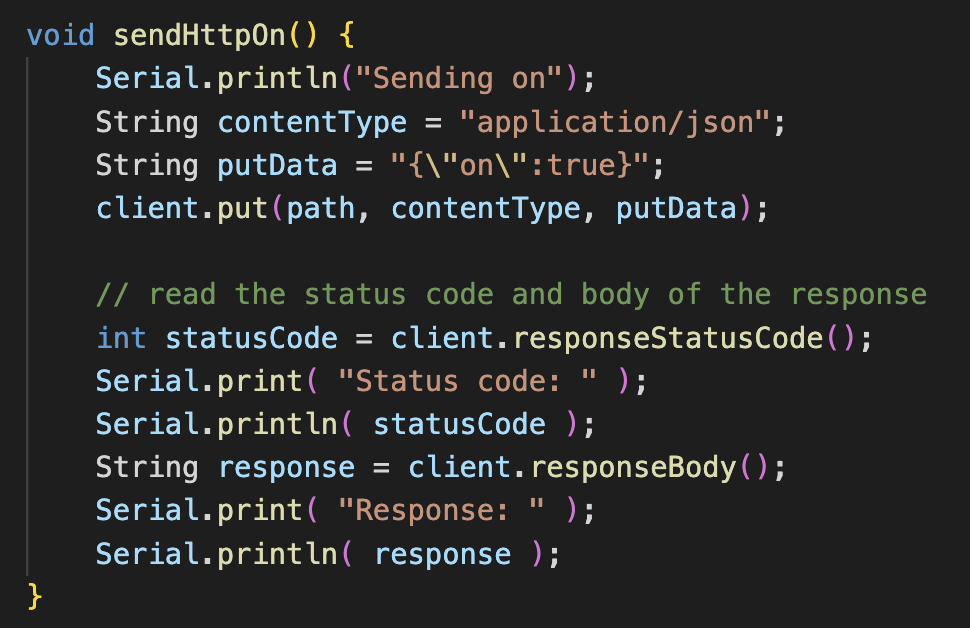 void sendHttpOn() {
    Serial.println("Sending on");
    String contentType = "application/json";
    String putData = "{\"on\":true}";
    client.put(path, contentType, putData);

    // read the status code and body of the response
    int statusCode = client.responseStatusCode();
    Serial.print( "Status code: " );
    Serial.println( statusCode );
    String response = client.responseBody();
    Serial.print( "Response: " );
    Serial.println( response );
}